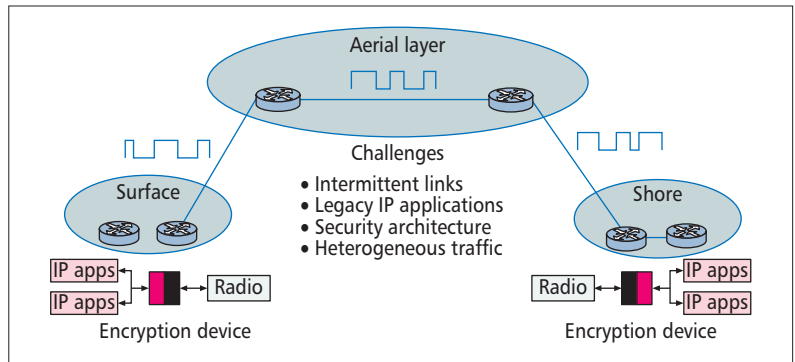 Aerial layer
Challenges
• Intermittent links
• Legacy IP applications
• Security architecture
• Heterogeneous traffic
Surface
Shore
IP apps
IP apps
Radio
Encryption device
Radio
IP apps
IP apps
Encryption device